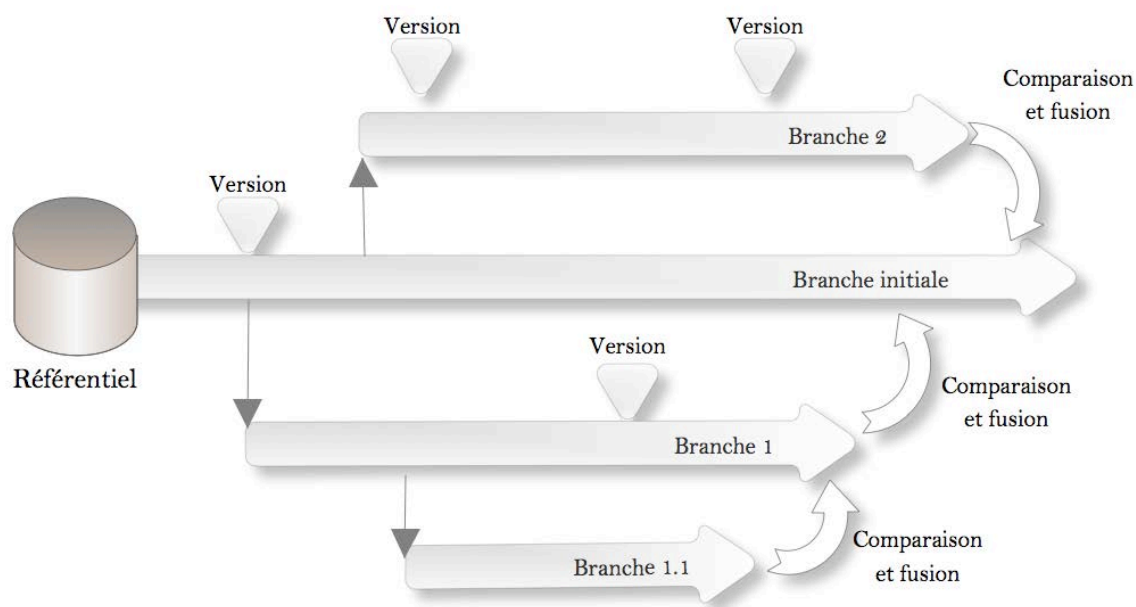 Version
Version
Comparaison
et fusion
Branche 2
Version
Branche initiale
Référentiel
Version
Comparaison
et fusion
Branche 1
Comparaison
et fusion
Branche 1.1